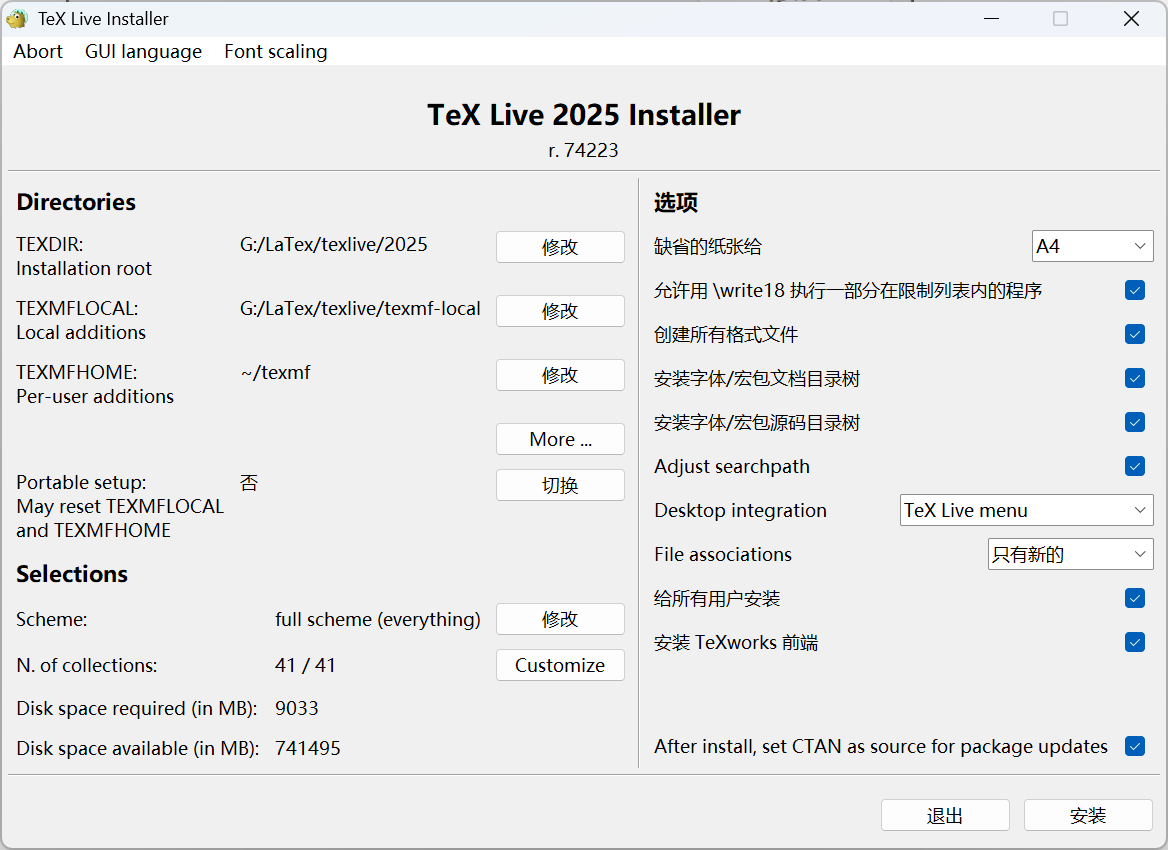 TeX Live Installer
Abort GUI language Font scaling
TeX Live 2025 Installer
r. 74223
Directories
TEXDIR: G:/LaTex/texlive/2025 修改
Installation root
TEXMFLOCAL: G:/LaTex/texlive/texmf-local 修改
Local additions
TEXMFHOME: ~/texmf 修改
Per-user additions
More ...
Portable setup: 否 切换
May reset TEXMFLOCAL
and TEXMFHOME
Selections
Scheme: full scheme (everything) 修改
N. of collections: 41 / 41 Customize
Disk space required (in MB): 9033
Disk space available (in MB): 741495
选项
缺省的纸张给 A4
允许用 \write18 执行一部分在限制列表内的程序
创建所有格式文件
安装字体/宏包文档目录树
安装字体/宏包源码目录树
Adjust searchpath
Desktop integration TeX Live menu
File associations 只有新的
给所有用户安装
安装 TeXworks 前端
After install, set CTAN as source for package updates
退出 安装